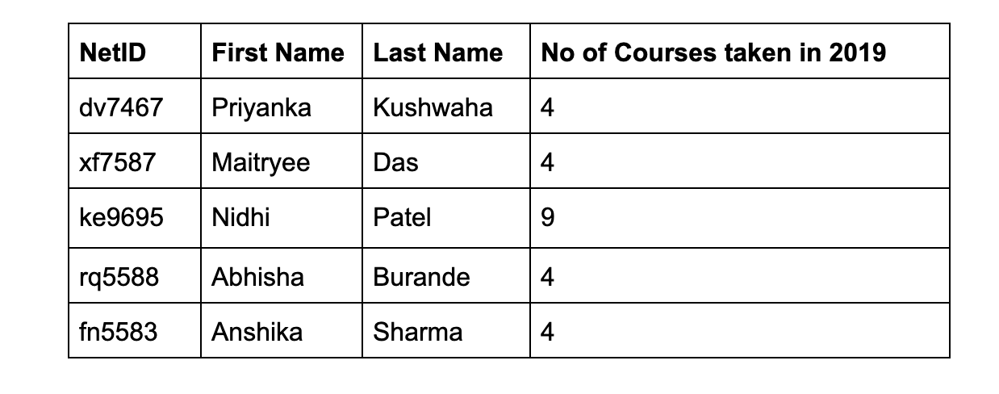 NetID First Name Last Name No of Courses taken in 2019
dv7467 Priyanka Kushwaha 4
xf7587 Maitryee Das 4
ke9695 Nidhi Patel 9
rq5588 Abhisha Burande 4
fn5583 Anshika Sharma 4